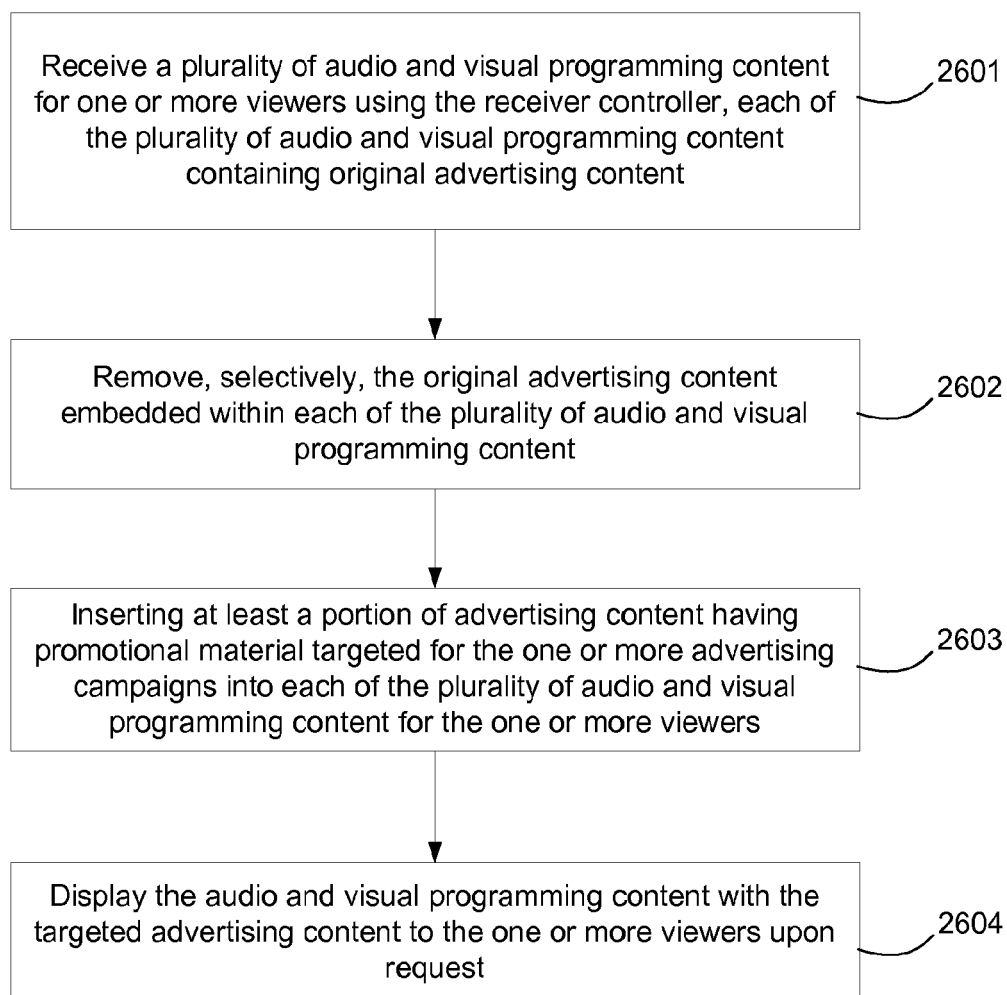 Receive a plurality of audio and visual programming content
for one or more viewers using the receiver controller, each of
the plurality of audio and visual programming content
containing original advertising content
2601
Remove, selectively, the original advertising content
embedded within each of the plurality of audio and visual
programming content
2602
Inserting at least a portion of advertising content having
promotional material targeted for the one or more advertising
campaigns into each of the plurality of audio and visual
programming content for the one or more viewers
2603
Display the audio and visual programming content with the
targeted advertising content to the one or more viewers upon
request
2604